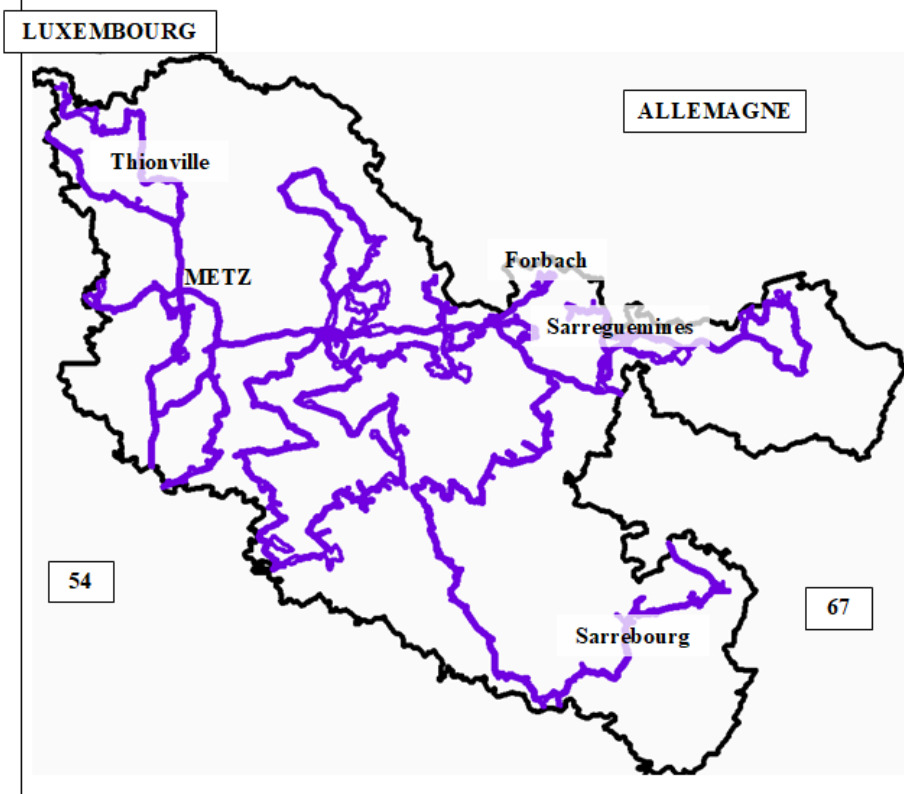 LUXEMBOURG
ALLEMAGNE
Thionville
Forbach
METZ
Sarreguemines
54
67
Sarrebourg